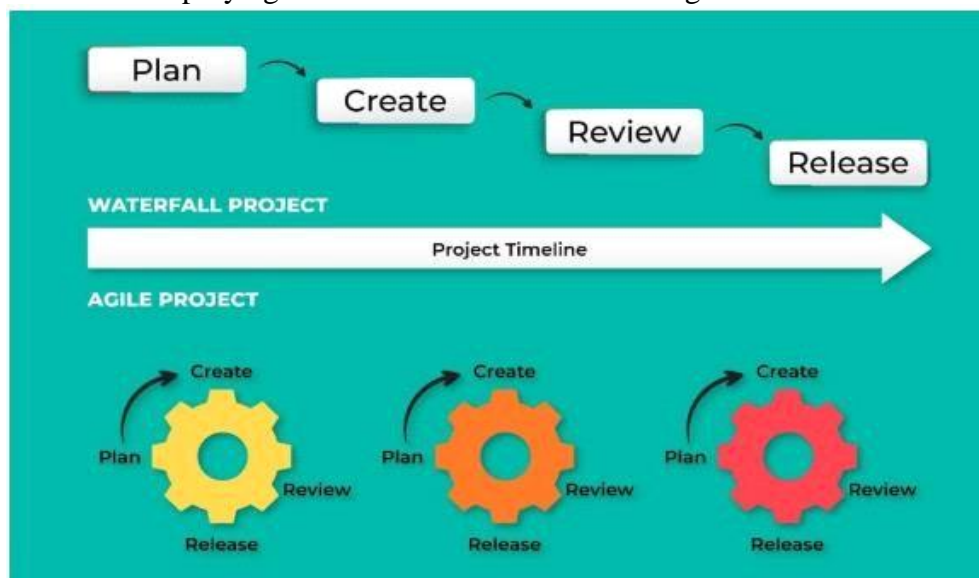 Plan
Create
Review
Release
WATERFALL PROJECT
Project Timeline
AGILE PROJECT
Create
Plan
Review
Release
Create
Plan
Review
Release
Create
Plan
Review
Release